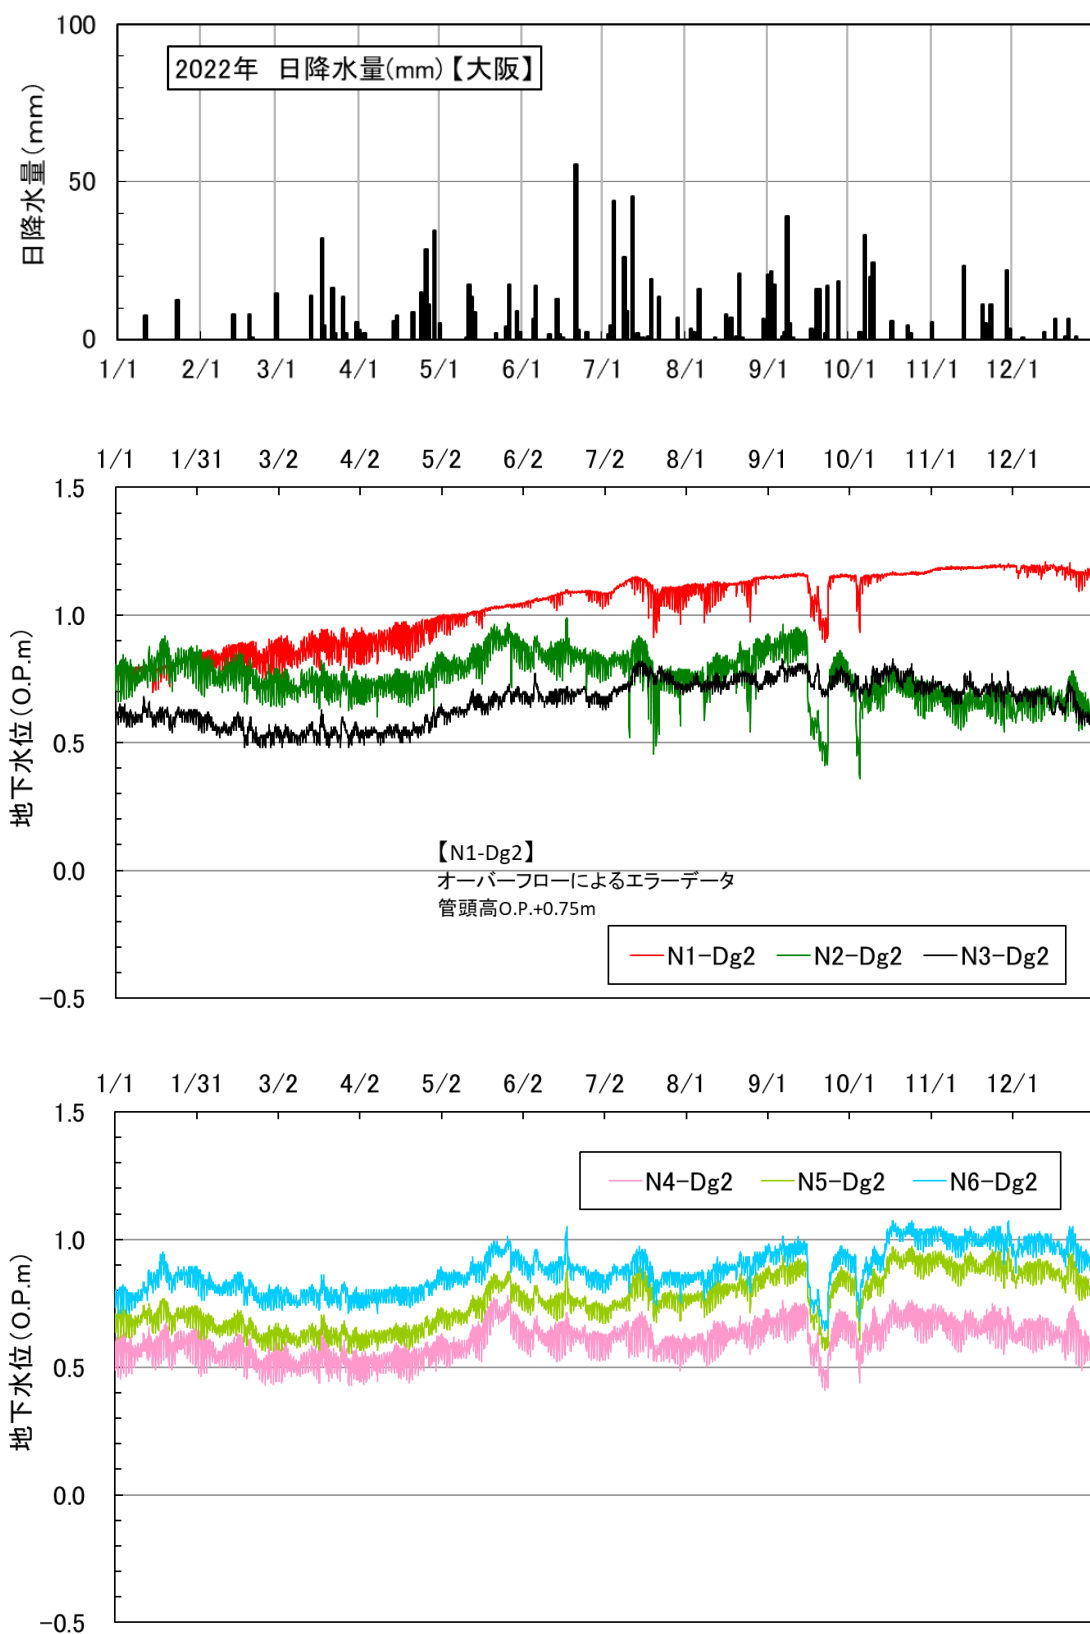 100
2022年 日降水量(mm)【大阪】
日降水量(mm)
50
0
1/1 2/1 3/1 4/1 5/1 6/1 7/1 8/1 9/1 10/1 11/1 12/1
1/1 1/31 3/2 4/2 5/2 6/2 7/2 8/1 9/1 10/1 11/1 12/1
1.5
1.0
地下水位(O.P.m)
0.5
0.0
【N1-Dg2】
オーバーフローによるエラーデータ
管頭高O.P.+0.75m
N1-Dg2 N2-Dg2 N3-Dg2
-0.5
1/1 1/31 3/2 4/2 5/2 6/2 7/2 8/1 9/1 10/1 11/1 12/1
1.5
N4-Dg2 N5-Dg2 N6-Dg2
1.0
地下水位(O.P.m)
0.5
0.0
-0.5